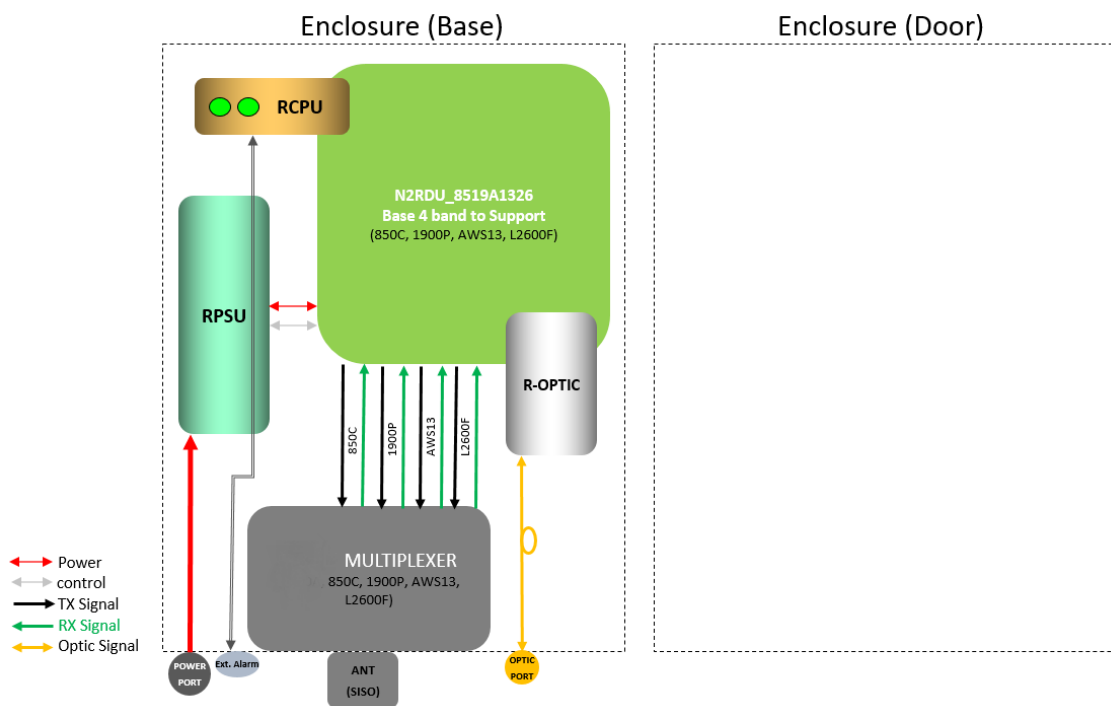 Enclosure (Base)
Enclosure (Door)
RCPU
N2RDU_8519A1326
Base 4 band to Support
(850C, 1900P, AWS13, L2600F)
RPSU
R-OPTIC
850C
1900P
AWS13
L2600F
MULTIPLEXER
850C, 1900P, AWS13,
L2600F)
Power
control
TX Signal
RX Signal
Optic Signal
POWER
PORT
Ext. Alarm
ANT
(SISO)
OPTIC
PORT